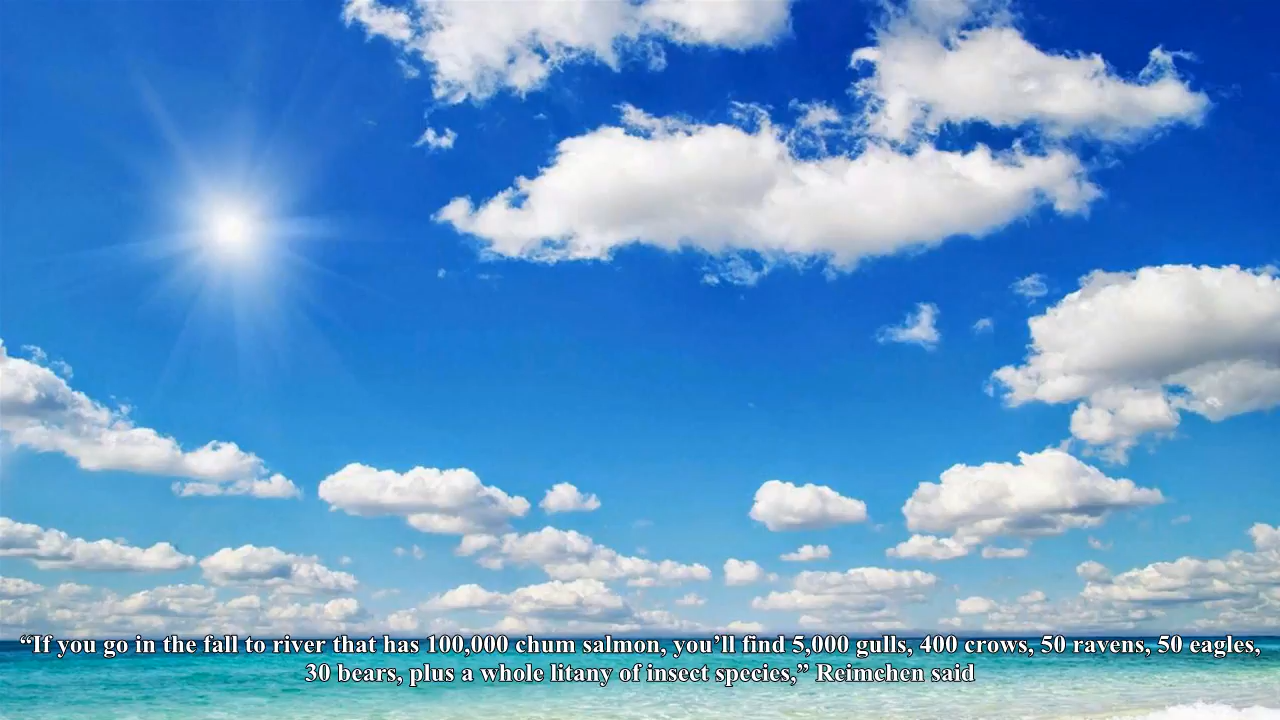 “If you go in the fall to river that has 100,000 chum salmon, you’ll find 5,000 gulls, 400 crows, 50 ravens, 50 eagles,
30 bears, plus a whole litany of insect species,” Reimchen said